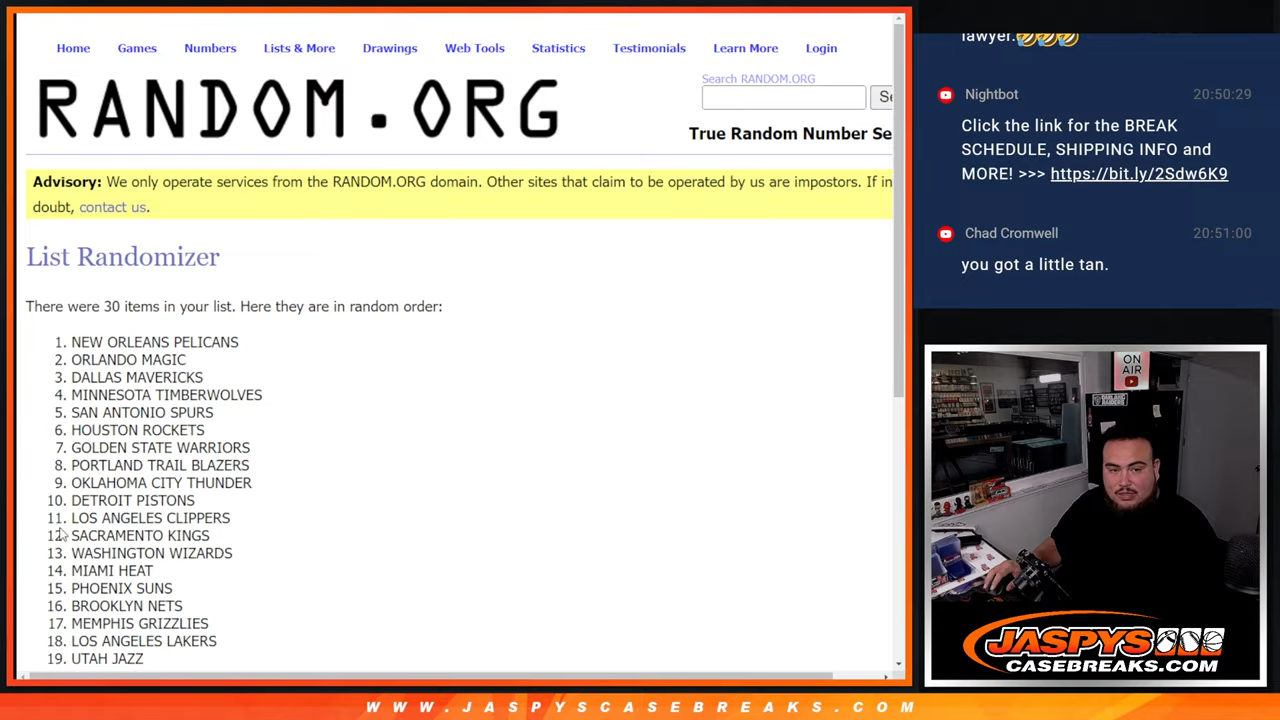 Home Games Numbers Lists & More Drawings Web Tools Statistics Testimonials Learn More Login
RANDOM.ORG
Search RANDOM.ORG
True Random Number Se
Advisory: We only operate services from the RANDOM.ORG domain. Other sites that claim to be operated by us are impostors. If in
doubt, contact us.
List Randomizer
There were 30 items in your list. Here they are in random order:
1. NEW ORLEANS PELICANS
2. ORLANDO MAGIC
3. DALLAS MAVERICKS
4. MINNESOTA TIMBERWOLVES
5. SAN ANTONIO SPURS
6. HOUSTON ROCKETS
7. GOLDEN STATE WARRIORS
8. PORTLAND TRAIL BLAZERS
9. OKLAHOMA CITY THUNDER
10. DETROIT PISTONS
11. LOS ANGELES CLIPPERS
12. SACRAMENTO KINGS
13. WASHINGTON WIZARDS
14. MIAMI HEAT
15. PHOENIX SUNS
16. BROOKLYN NETS
17. MEMPHIS GRIZZLIES
18. LOS ANGELES LAKERS
19. UTAH JAZZ
lawyer.🤣🤣🤣
Nightbot 20:50:29
Click the link for the BREAK
SCHEDULE, SHIPPING INFO and
MORE! >>> https://bit.ly/2Sdw6K9
Chad Cromwell 20:51:00
you got a little tan.
ON
AIR
JASPYS
CASEBREAKS.COM
WWW.JASPYSCASEBREAKS.COM